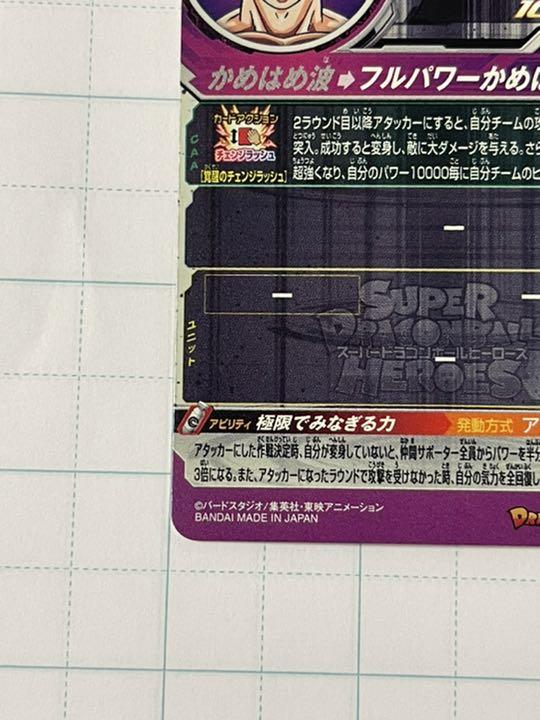 10
かめはめ波➡フルパワーかめは
CAA
カードアクション
チェンジラッシュ
【覚醒のチェンジラッシュ】
2ラウンド目以降アタッカーにすると、自分チームの攻
突入。成功すると変身し、敵に大ダメージを与える。さら
超強くなり、自分のパワー10000毎に自分チームのヒ
ー
ユニット
ー
SUPER
DRAGONBALL
スーパードラゴンボールヒーローズ
HEROES
ー
アビリティ 極限でみなぎる力 発動方式 ア
アタッカーにした作戦決定時、自分が変身していないと、仲間サポーター全員からパワーを半分
3倍になる。また、アタッカーになったラウンドで攻撃を受けなかった時、自分の気力を全回復し
©バードスタジオ/集英社・東映アニメーション
BANDAI MADE IN JAPAN
DR